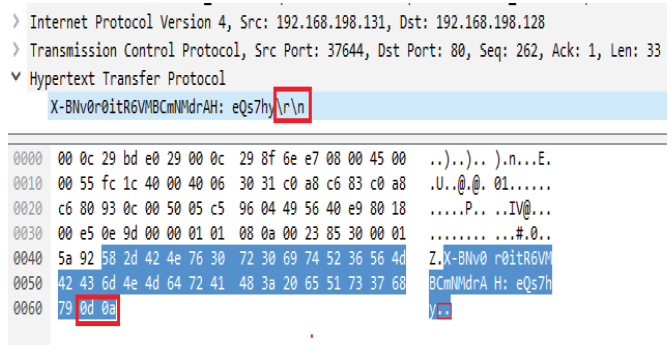 > Internet Protocol Version 4, Src: 192.168.198.131, Dst: 192.168.198.128
> Transmission Control Protocol, Src Port: 37644, Dst Port: 80, Seq: 262, Ack: 1, Len: 33
v Hypertext Transfer Protocol
X-BNv0r0itR6VMBCmNMdrAH: eQs7hy\r\n
0000 00 0c 29 bd e0 29 00 0c 29 8f 6e e7 08 00 45 00 ..)..).. ).n...E.
0010 00 55 fc 1c 40 00 40 06 30 31 c0 a8 c6 83 c0 a8 .U..@.@. 01......
0020 c6 80 93 0c 00 50 05 c5 96 04 49 56 40 e9 80 18 .....P.. ..IV@...
0030 00 e5 0e 9d 00 00 01 01 08 0a 00 23 85 30 00 01 ........ ...#.0..
0040 5a 92 58 2d 42 4e 76 30 72 30 69 74 52 36 56 4d Z.X-BNv0 r0itR6VM
0050 42 43 6d 4e 4d 64 72 41 48 3a 20 65 51 73 37 68 BCmNMdrA H: eQs7h
0060 79 0d 0a y..